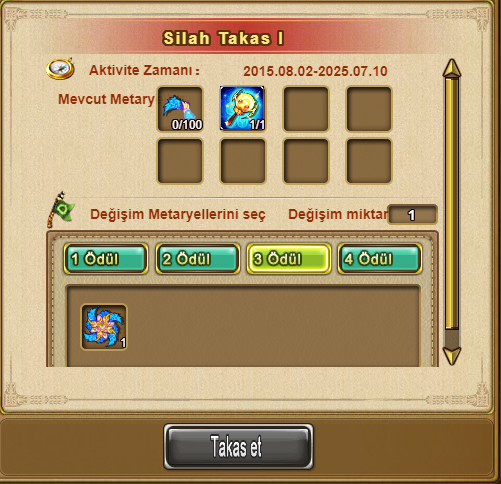 Silah Takas I
Aktivite Zamanı : 2015.08.02-2025.07.10
Mevcut Metary
0/100 1/1
Değişim Metaryellerini seç Değişim miktar 1
1 Ödül 2 Ödül 3 Ödül 4 Ödül
1
Takas et